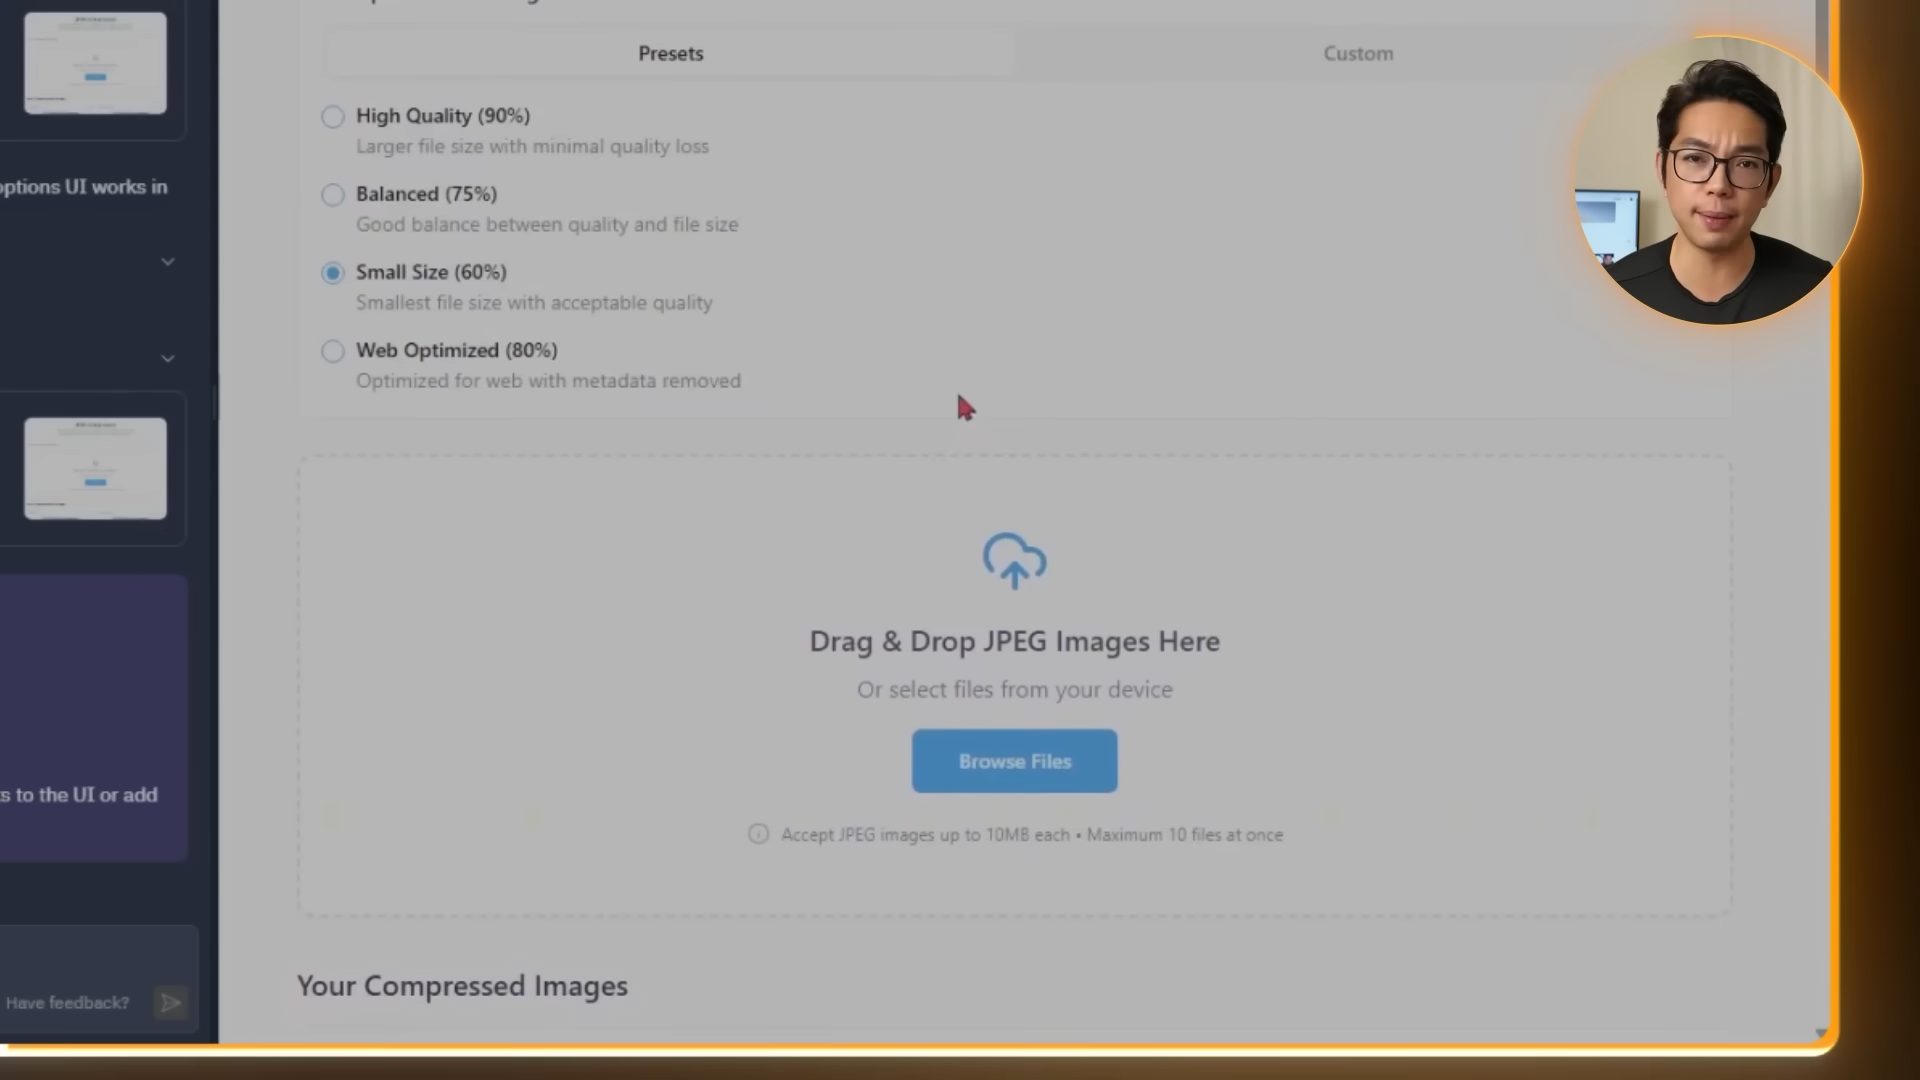 options UI works in
s to the UI or add
Have feedback?
Presets
Custom
High Quality (90%)
Larger file size with minimal quality loss
Balanced (75%)
Good balance between quality and file size
Small Size (60%)
Smallest file size with acceptable quality
Web Optimized (80%)
Optimized for web with metadata removed
Drag & Drop JPEG Images Here
Or select files from your device
Browse Files
Accept JPEG images up to 10MB each • Maximum 10 files at once
Your Compressed Images